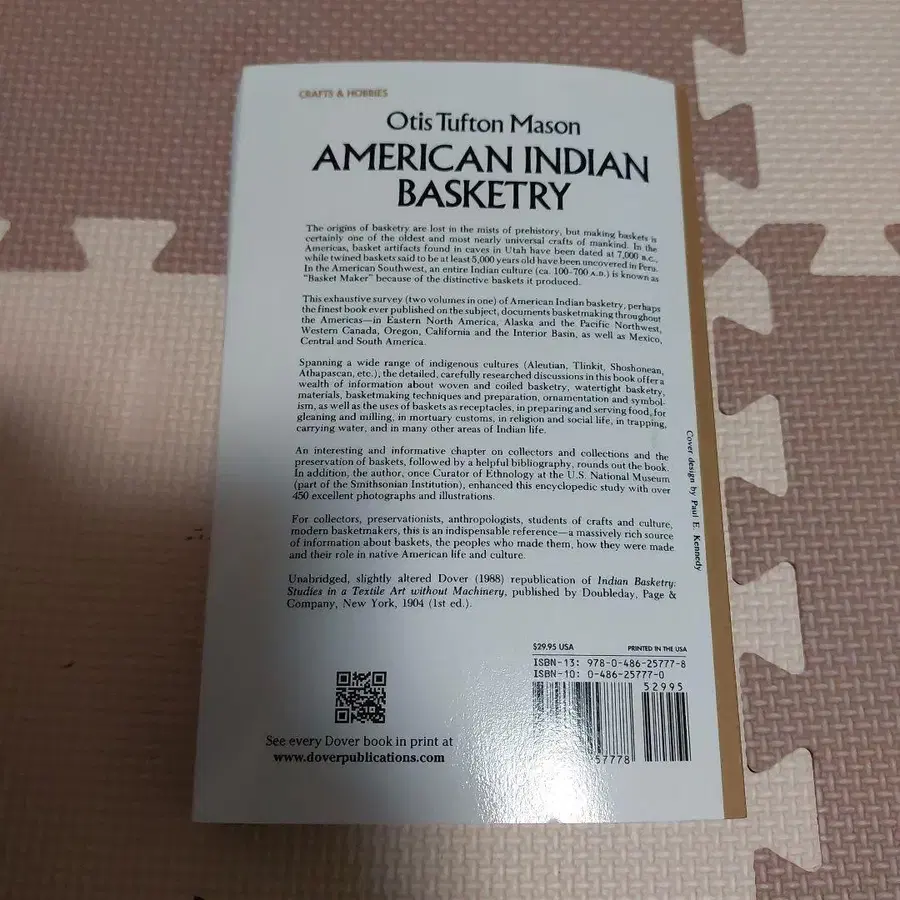 CRAFTS & HOBBIES
Otis Tufton Mason
AMERICAN INDIAN
BASKETRY
The origins of basketry are lost in the mists of prehistory, but making baskets is
certainly one of the oldest and most nearly universal crafts of mankind. In the
Americas, basket artifacts found in caves in Utah have been dated at 7,000 B.C.,
while twined baskets said to be at least 5,000 years old have been uncovered in Peru.
In the American Southwest, an entire Indian culture (ca. 100-700 A.D.) is known as
"Basket Maker" because of the distinctive baskets it produced.
This exhaustive survey (two volumes in one) of American Indian basketry, perhaps
the finest book ever published on the subject, documents basketmaking throughout
the Americas—in Eastern North America, Alaska and the Pacific Northwest,
Western Canada, Oregon, California and the Interior Basin, as well as Mexico,
Central and South America.
Spanning a wide range of indigenous cultures (Aleutian, Tlinkit, Shoshonean,
Athapascan, etc.), the detailed, carefully researched discussions in this book offer a
wealth of information about woven and coiled basketry, watertight basketry,
materials, basketmaking techniques and preparation, ornamentation and symbol-
ism, as well as the uses of baskets as receptacles, in preparing and serving food, for
gleaning and milling, in mortuary customs, in religion and social life, in trapping,
carrying water, and in many other areas of Indian life.
An interesting and informative chapter on collectors and collections and the
preservation of baskets, followed by a helpful bibliography, rounds out the book.
In addition, the author, once Curator of Ethnology at the U.S. National Museum
(part of the Smithsonian Institution), enhanced this encyclopedic study with over
450 excellent photographs and illustrations.
For collectors, preservationists, anthropologists, students of crafts and culture,
modern basketmakers, this is an indispensable reference—a massively rich source
of information about baskets, the peoples who made them, how they were made
and their role in native American life and culture.
Unabridged, slightly altered Dover (1988) republication of Indian Basketry:
Studies in a Textile Art without Machinery, published by Doubleday, Page &
Company, New York, 1904 (1st ed.).
Cover design by Paul E. Kennedy
$29.95 USA PRINTED IN THE USA
ISBN-13: 978-0-486-25777-8
ISBN-10: 0-486-25777-0
52995
57778
See every Dover book in print at
www.doverpublications.com